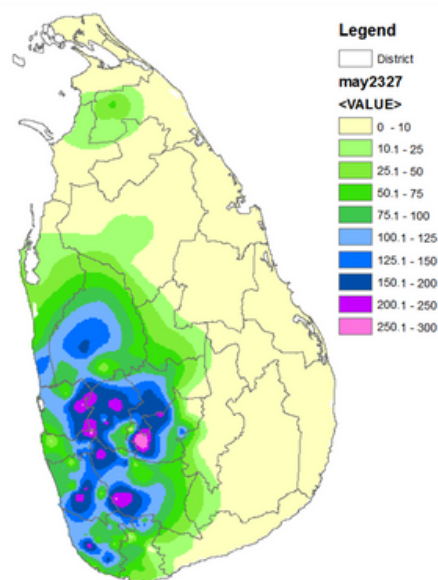 Legend
District
may2327
<VALUE>
0 - 10
10.1 - 25
25.1 - 50
50.1 - 75
75.1 - 100
100.1 - 125
125.1 - 150
150.1 - 200
200.1 - 250
250.1 - 300